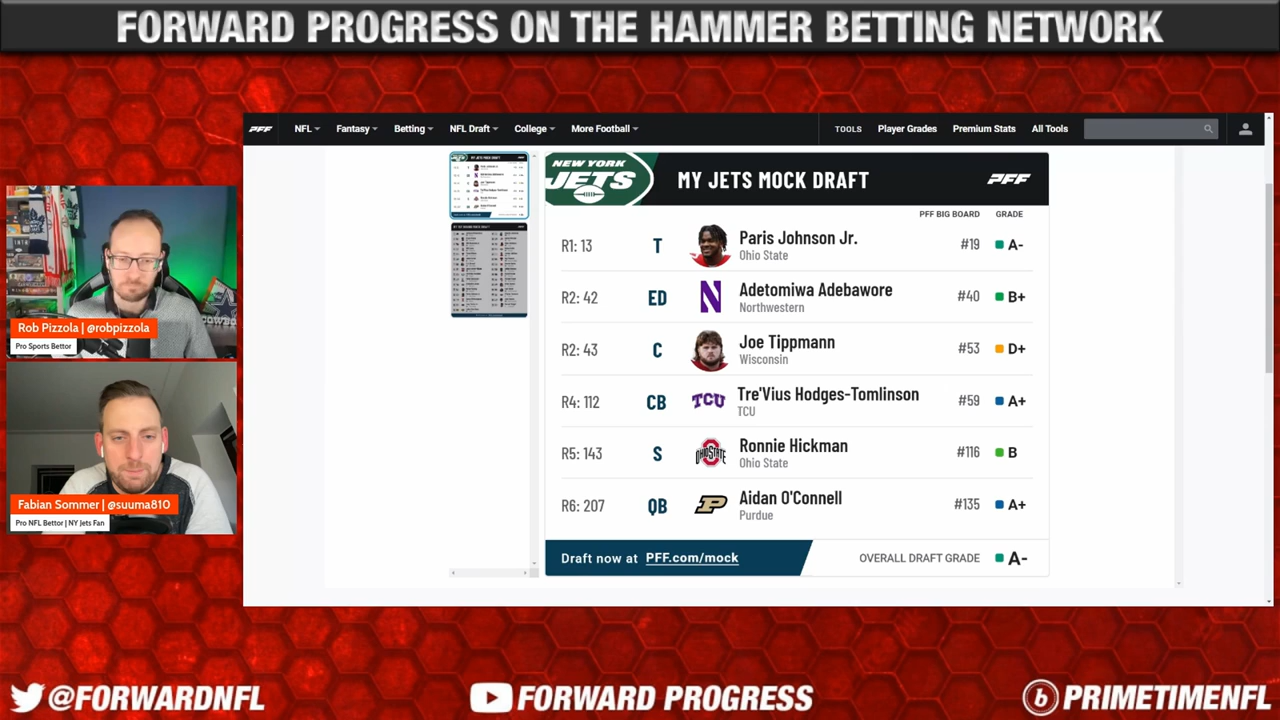 FORWARD PROGRESS ON THE HAMMER BETTING NETWORK
PFF NFL Fantasy Betting NFL Draft College More Football TOOLS Player Grades Premium Stats All Tools
NEW YORK
JETS
MY JETS MOCK DRAFT
PFF
PFF BIG BOARD GRADE
R1: 13 T Paris Johnson Jr. #19 A-
Ohio State
R2: 42 ED N Adetomiwa Adebawore #40 B+
Northwestern
R2: 43 C Joe Tippmann #53 D+
Wisconsin
R4: 112 CB TCU Tre'Vius Hodges-Tomlinson #59 A+
TCU
R5: 143 S OHIO STATE Ronnie Hickman #116 B
Ohio State
R6: 207 QB P Aidan O'Connell #135 A+
Purdue
Draft now at PFF.com/mock OVERALL DRAFT GRADE A-
Rob Pizzola | @robpizzola
Pro Sports Bettor
Fabian Sommer | @suuma810
Pro NFL Bettor | NY Jets Fan
@FORWARDNFL FORWARD PROGRESS b PRIMETIMENFL